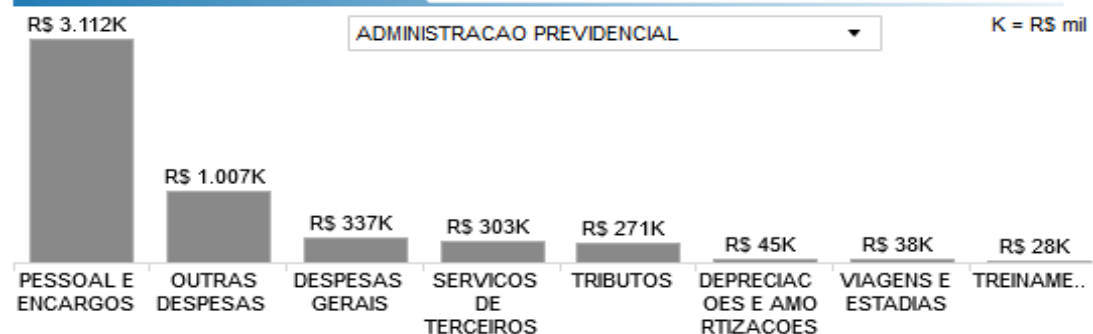 R$ 3.112K
ADMINISTRACAO PREVIDENCIAL
K = R$ mil
R$ 1.007K
R$ 337K
R$ 303K
R$ 271K
R$ 45K
R$ 38K
R$ 28K
PESSOAL E
ENCARGOS
OUTRAS
DESPESAS
DESPESAS
GERAIS
SERVICOS
DE
TERCEIROS
TRIBUTOS
DEPRECIAC
OES E AMO
RTIZACOES
VIAGENS E
ESTADIAS
TREINAME..